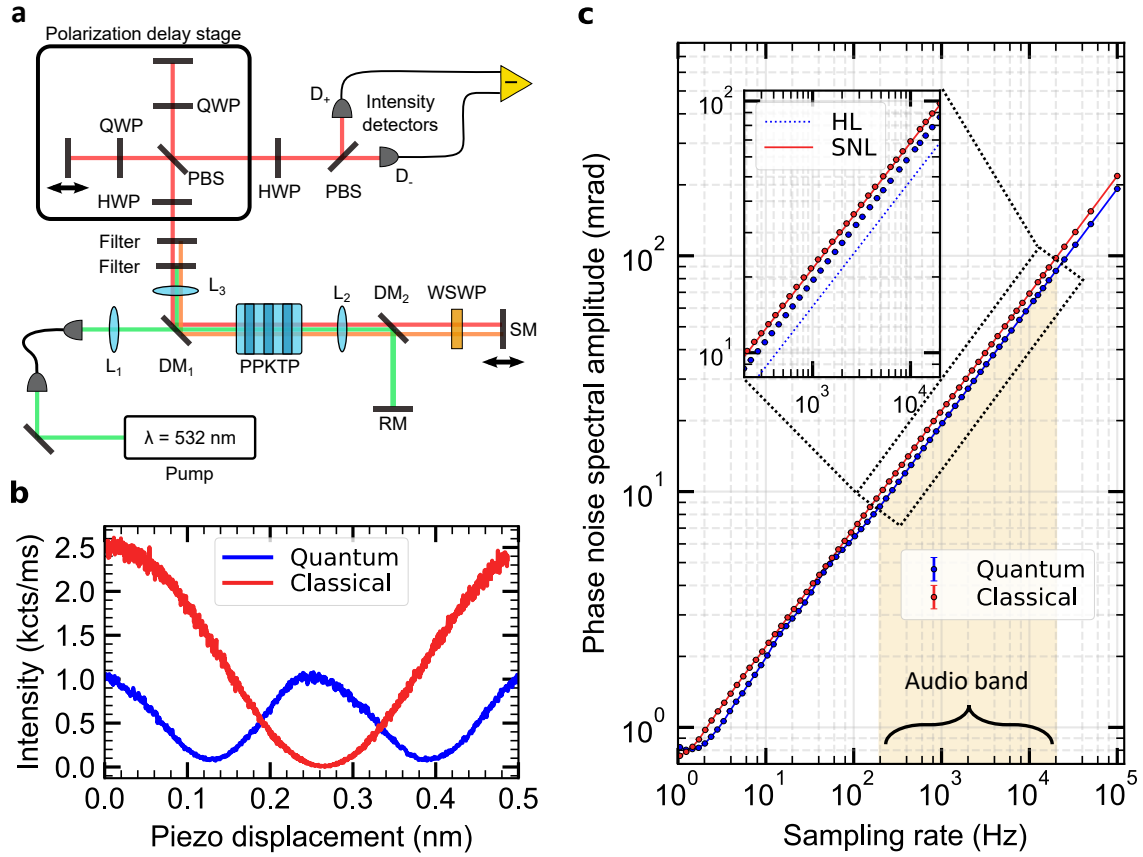 a
Polarization delay stage
QWP
QWP
PBS
HWP
HWP
PBS
D+
Intensity
detectors
D-
−
Filter
Filter
L3
L1
DM1
PPKTP
L2
DM2
WSWP
SM
RM
λ = 532 nm
Pump
b
Quantum
Classical
2.5
2.0
1.5
1.0
0.5
0.0
Intensity (kcts/ms)
0.0 0.1 0.2 0.3 0.4 0.5
Piezo displacement (nm)
c
Phase noise spectral amplitude (mrad)
10²
10¹
10⁰
HL
SNL
10²
10¹
10³ 10⁴
Quantum
Classical
Audio band
10⁰ 10¹ 10² 10³ 10⁴ 10⁵
Sampling rate (Hz)